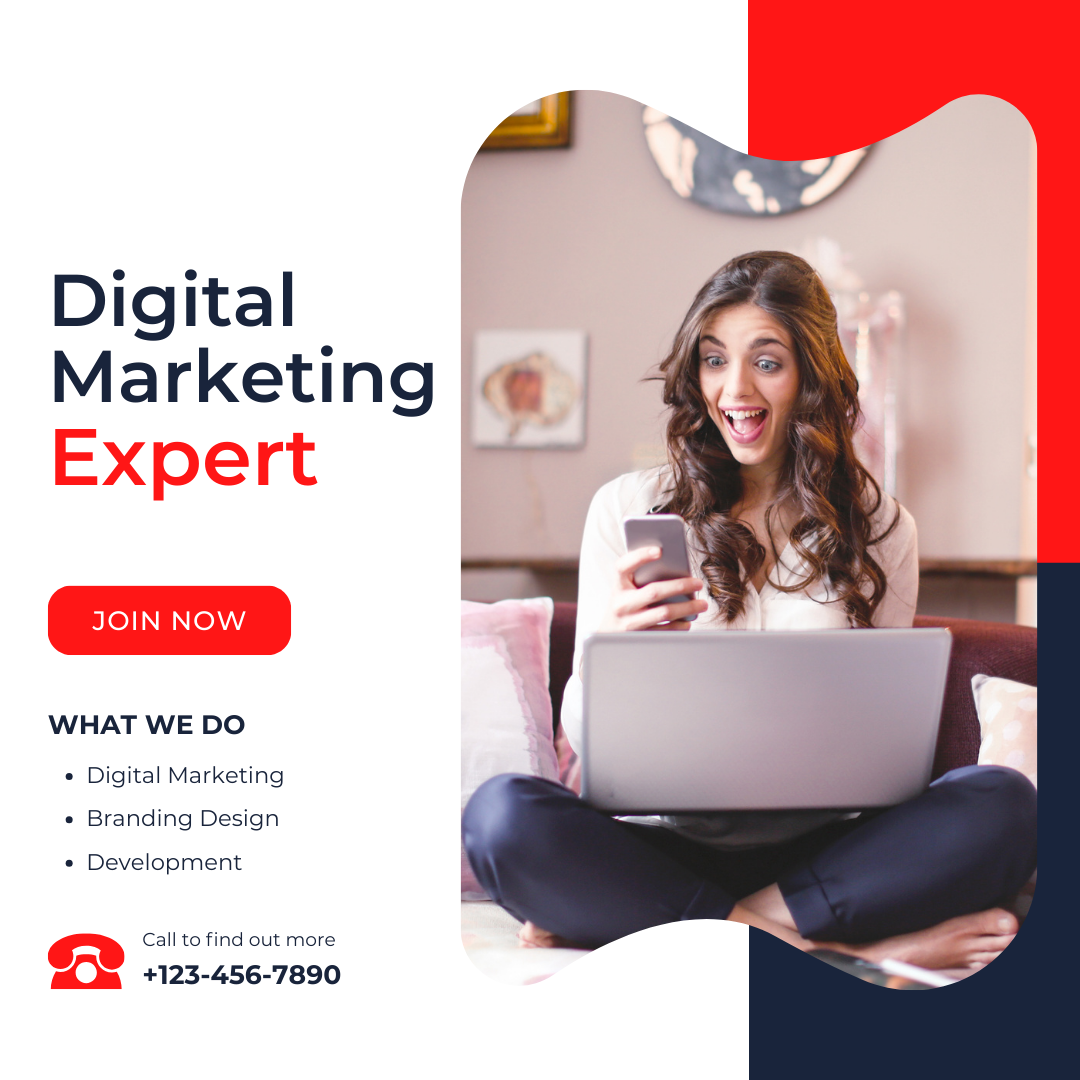 Digital
Marketing
Expert
JOIN NOW
WHAT WE DO
• Digital Marketing
• Branding Design
• Development
Call to find out more
+123-456-7890